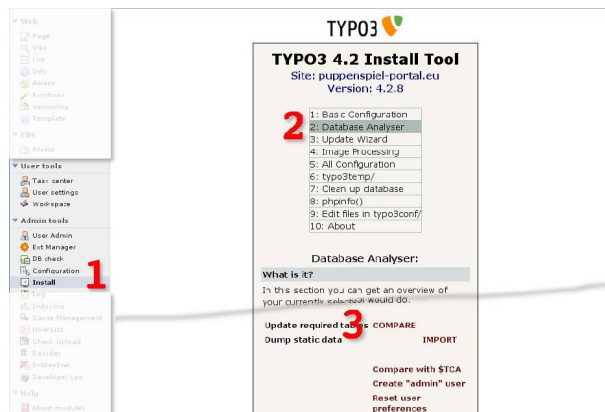 Web
Page
View
List
Info
Access
Functions
Versioning
Template
File
Filelist
User tools
Task center
User settings
Workspace
Admin tools
User Admin
Ext Manager
DB check
Configuration
Install
Log
Indexing
Cache Management
HookList
Check Upload
Recycler
ExtDevEval
Developer Log
Help
About modules
1
TYPO3
TYPO3 4.2 Install Tool
Site: puppenspiel-portal.eu
Version: 4.2.8
2
1: Basic Configuration
2: Database Analyser
3: Update Wizard
4: Image Processing
5: All Configuration
6: typo3temp/
7: Clean up database
8: phpinfo()
9: Edit files in typo3conf/
10: About
Database Analyser:
What is it?
In this section you can get an overview of
your currently would do.
3
Update required tables COMPARE
Dump static data IMPORT
Compare with $TCA
Create "admin" user
Reset user
preferences